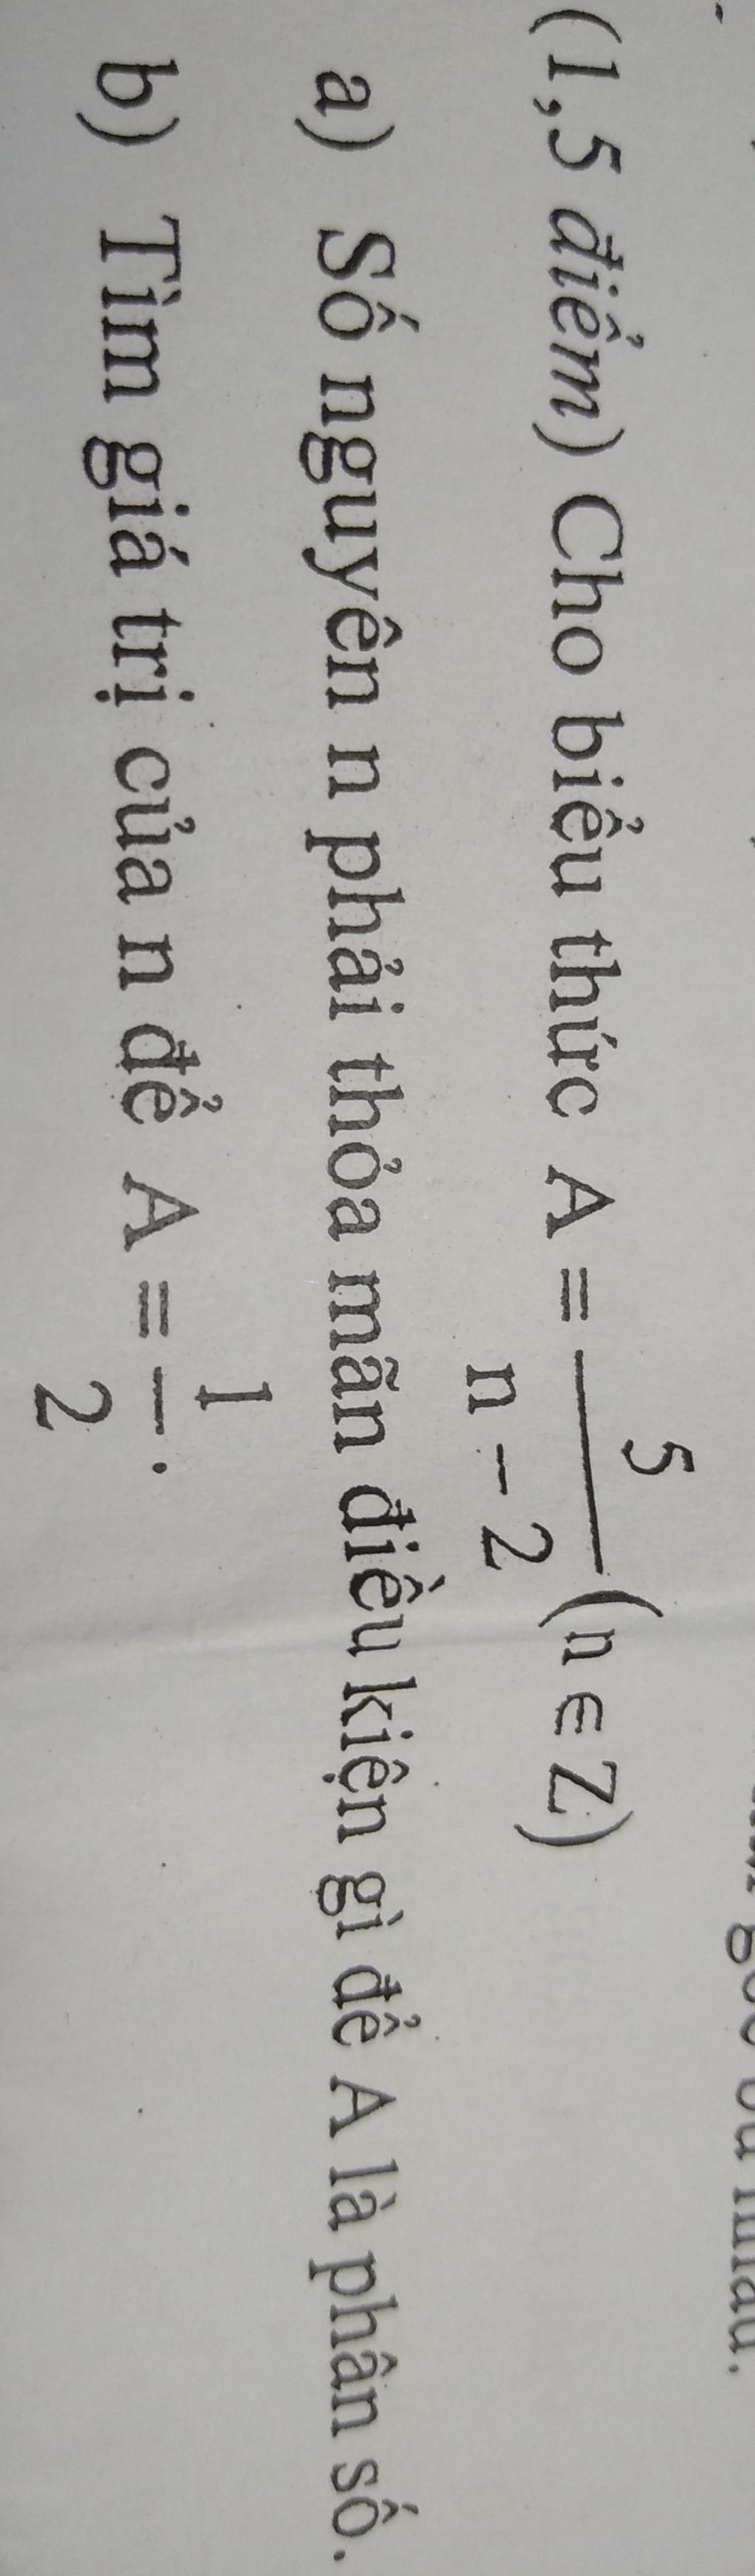 (1,5 điểm) Cho biểu thức A = 5/(n − 2) (n ∈ Z)
a) Số nguyên n phải thỏa mãn điều kiện gì để A là phân số.
b) Tìm giá trị của n để A = 1/2.